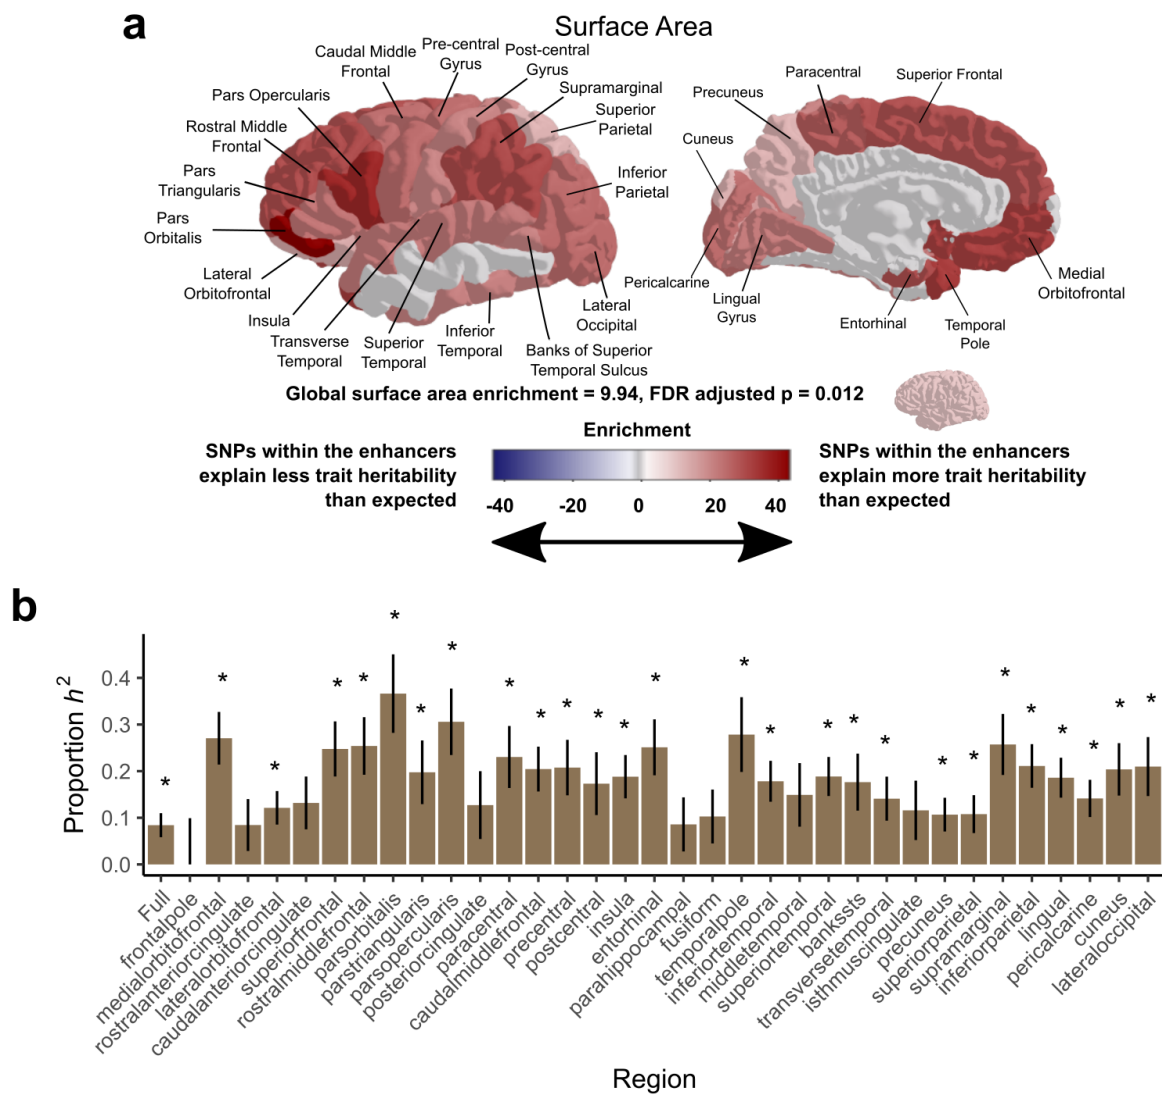 a
Surface Area
Caudal Middle
Frontal
Pre-central
Gyrus
Post-central
Gyrus
Pars Opercularis
Supramarginal
Rostral Middle
Frontal
Superior
Parietal
Pars
Triangularis
Inferior
Parietal
Pars
Orbitalis
Lateral
Orbitofrontal
Insula
Transverse
Temporal
Superior
Temporal
Inferior
Temporal
Banks of Superior
Temporal Sulcus
Lateral
Occipital
Paracentral
Superior Frontal
Precuneus
Cuneus
Pericalcarine
Lingual
Gyrus
Entorhinal
Temporal
Pole
Medial
Orbitofrontal
Global surface area enrichment = 9.94, FDR adjusted p = 0.012
Enrichment
SNPs within the enhancers
explain less trait heritability
than expected
SNPs within the enhancers
explain more trait heritability
than expected
-40 -20 0 20 40
b
Proportion h²
0.4
0.3
0.2
0.1
0.0
* * * * * * * * * * * * * * * * * * * * * * * * * * *
Full
frontalpole
medialorbitofrontal
rostralanteriorcingulate
lateralorbitofrontal
caudalanteriorcingulate
superiorfrontal
rostralmiddlefrontal
parsorbitalis
parstriangularis
parsopercularis
posteriorcingulate
paracentral
caudalmiddlefrontal
precentral
postcentral
insula
entorhinal
parahippocampal
fusiform
temporalpole
inferiortemporal
middletemporal
superiortemporal
bankssts
transversetemporal
isthmuscingulate
precuneus
superiorparietal
supramarginal
inferiorparietal
lingual
pericalcarine
cuneus
lateraloccipital
Region